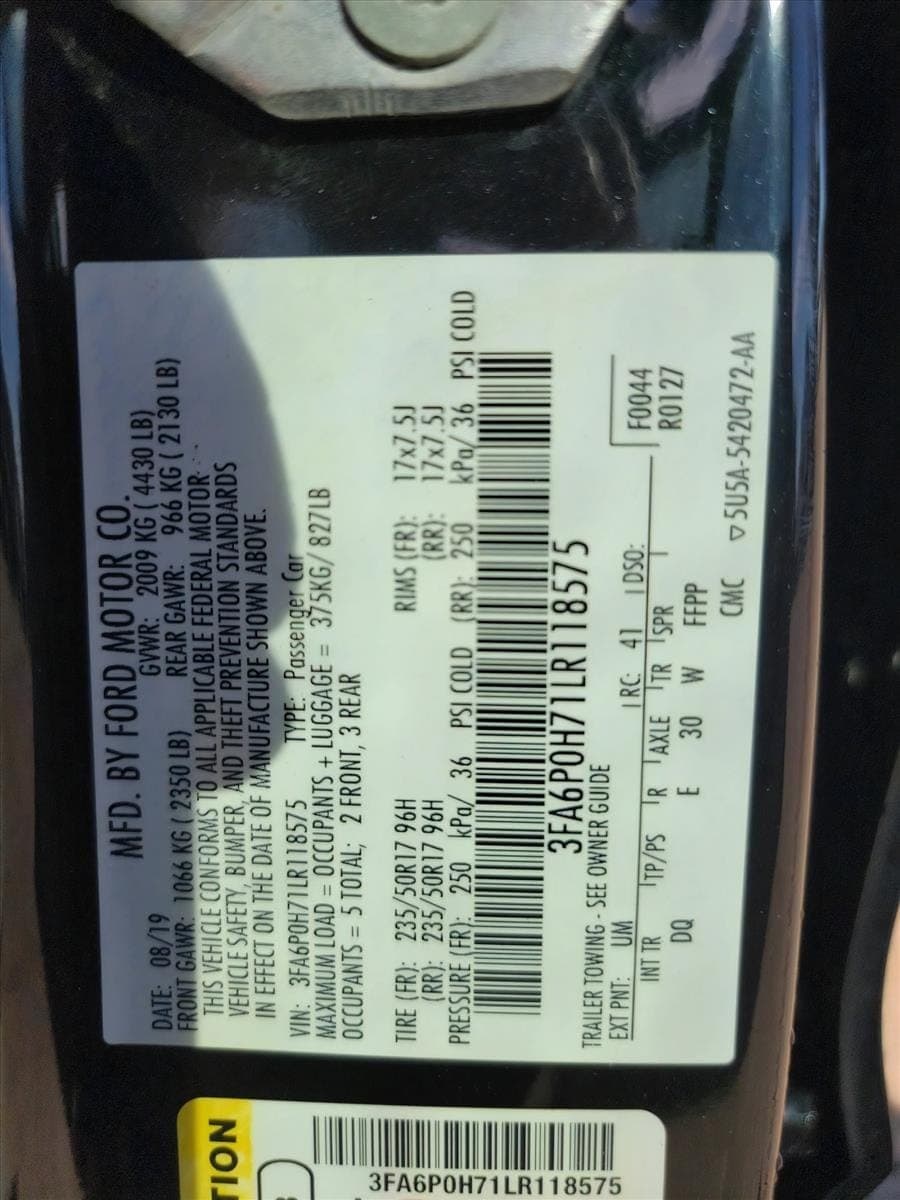 MFD. BY FORD MOTOR CO.
DATE: 08/19 GVWR: 2009 KG ( 4430 LB)
FRONT GAWR: 1066 KG ( 2350 LB) REAR GAWR: 966 KG ( 2130 LB)
THIS VEHICLE CONFORMS TO ALL APPLICABLE FEDERAL MOTOR
VEHICLE SAFETY, BUMPER, AND THEFT PREVENTION STANDARDS
IN EFFECT ON THE DATE OF MANUFACTURE SHOWN ABOVE.
VIN: 3FA6P0H71LR118575 TYPE: Passenger Car
MAXIMUM LOAD = OCCUPANTS + LUGGAGE = 375KG/ 827LB
OCCUPANTS = 5 TOTAL; 2 FRONT, 3 REAR
TIRE (FR): 235/50R17 96H RIMS (FR): 17x7.5J
(RR): 235/50R17 96H (RR): 17x7.5J
PRESSURE (FR): 250 kPa/ 36 PSI COLD (RR): 250 kPa/ 36 PSI COLD
3FA6P0H71LR118575
TRAILER TOWING - SEE OWNER GUIDE
EXT PNT: UM RC: 41 DSO: F0044
INT TR TP/PS R AXLE TR SPR R0127
DQ E 30 W FFPP
CMC ▽5U5A-5420472-AA
TION
3FA6P0H71LR118575